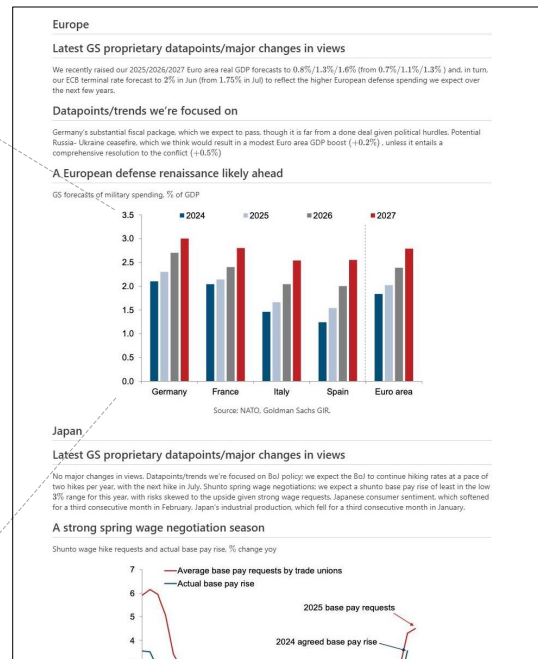 Europe
Latest GS proprietary datapoints/major changes in views
We recently raised our 2025/2026/2027 Euro area real GDP forecasts to 0.8%/1.3%/1.6% (from 0.7%/1.1%/1.3% ) and, in turn,
our ECB terminal rate forecast to 2% in Jun (from 1.75% in Jul) to reflect the higher European defense spending we expect over
the next few years.
Datapoints/trends we're focused on
Germany's substantial fiscal package, which we expect to pass, though it is far from a done deal given political hurdles. Potential
Russia- Ukraine ceasefire, which we think would result in a modest Euro area GDP boost (+0.2%) , unless it entails a
comprehensive resolution to the conflict (+0.5%)
A European defense renaissance likely ahead
GS forecasts of military spending, % of GDP
3.5
2024 2025 2026 2027
3.0
2.5
2.0
1.5
1.0
0.5
0.0
Germany France Italy Spain Euro area
Source: NATO, Goldman Sachs GIR.
Japan
Latest GS proprietary datapoints/major changes in views
No major changes in views. Datapoints/trends we're focused on BoJ policy; we expect the BoJ to continue hiking rates at a pace of
two hikes per year, with the next hike in July. Shunto spring wage negotiations; we expect a shunto base pay rise of least in the low
3% range for this year, with risks skewed to the upside given strong wage requests. Japanese consumer sentiment, which softened
for a third consecutive month in February. Japan's industrial production, which fell for a third consecutive month in January.
A strong spring wage negotiation season
Shunto wage hike requests and actual base pay rise, % change yoy
7
Average base pay requests by trade unions
Actual base pay rise
6
2025 base pay requests
5
2024 agreed base pay rise
4